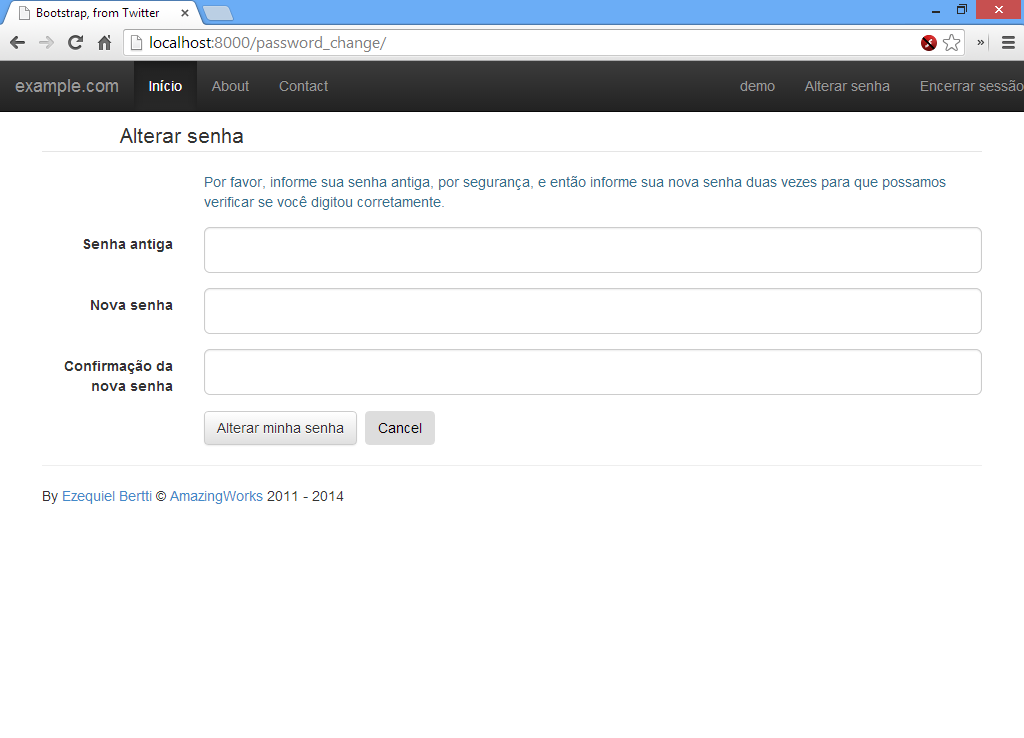 Bootstrap, from Twitter
localhost:8000/password_change/
example.com Início About Contact demo Alterar senha Encerrar sessão
Alterar senha
Por favor, informe sua senha antiga, por segurança, e então informe sua nova senha duas vezes para que possamos
verificar se você digitou corretamente.
Senha antiga
Nova senha
Confirmação da
nova senha
Alterar minha senha Cancel
By Ezequiel Bertti © AmazingWorks 2011 - 2014